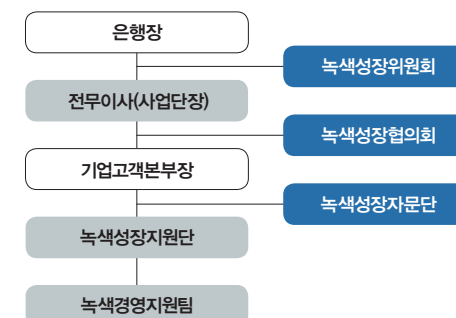 은행장
녹색성장위원회
전무이사(사업단장)
녹색성장협의회
기업고객본부장
녹색성장자문단
녹색성장지원단
녹색경영지원팀